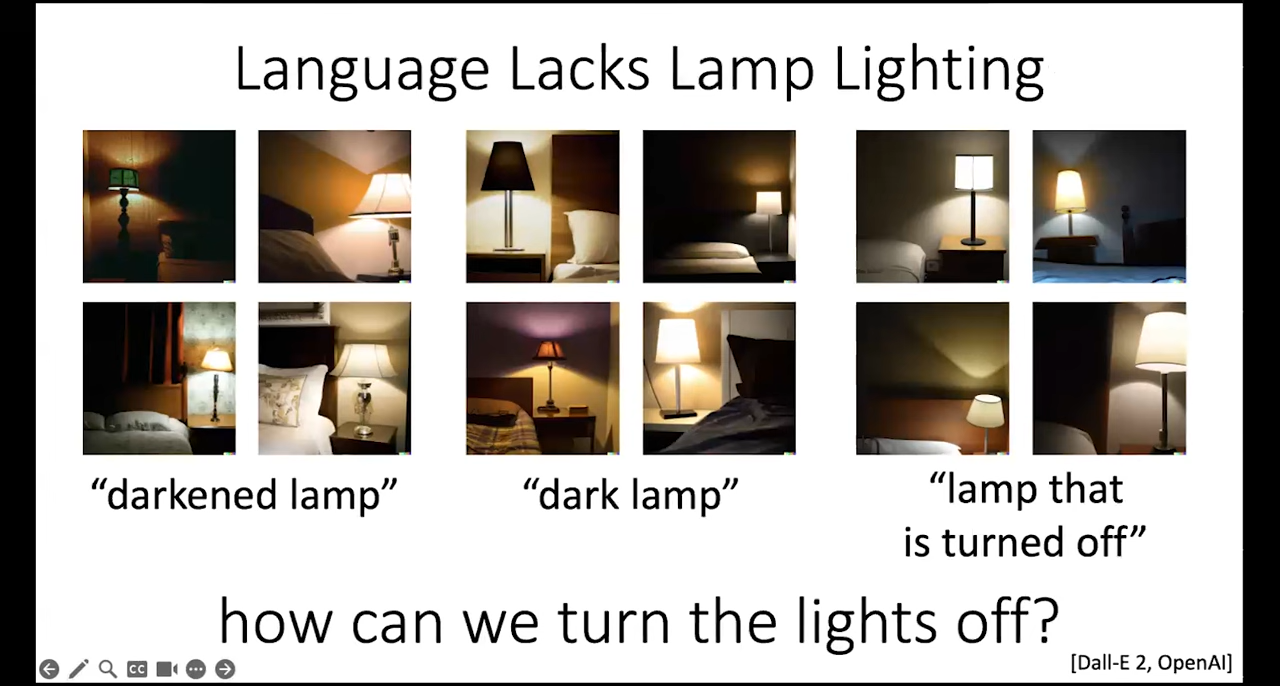 Language Lacks Lamp Lighting
“darkened lamp”
“dark lamp”
“lamp that
is turned off”
how can we turn the lights off?
[Dall-E 2, OpenAI]
CC